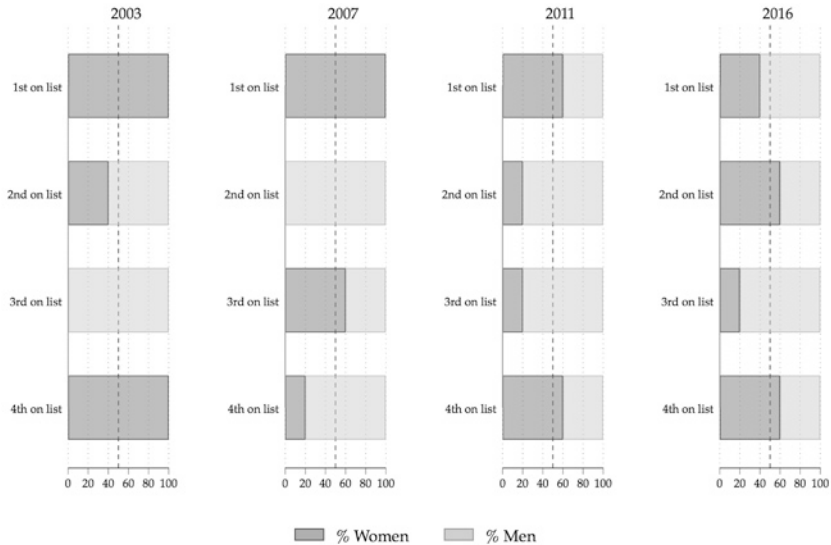 2003 2007 2011 2016
1st on list 1st on list 1st on list 1st on list
2nd on list 2nd on list 2nd on list 2nd on list
3rd on list 3rd on list 3rd on list 3rd on list
4th on list 4th on list 4th on list 4th on list
0 20 40 60 80 100 0 20 40 60 80 100 0 20 40 60 80 100 0 20 40 60 80 100
% Women % Men